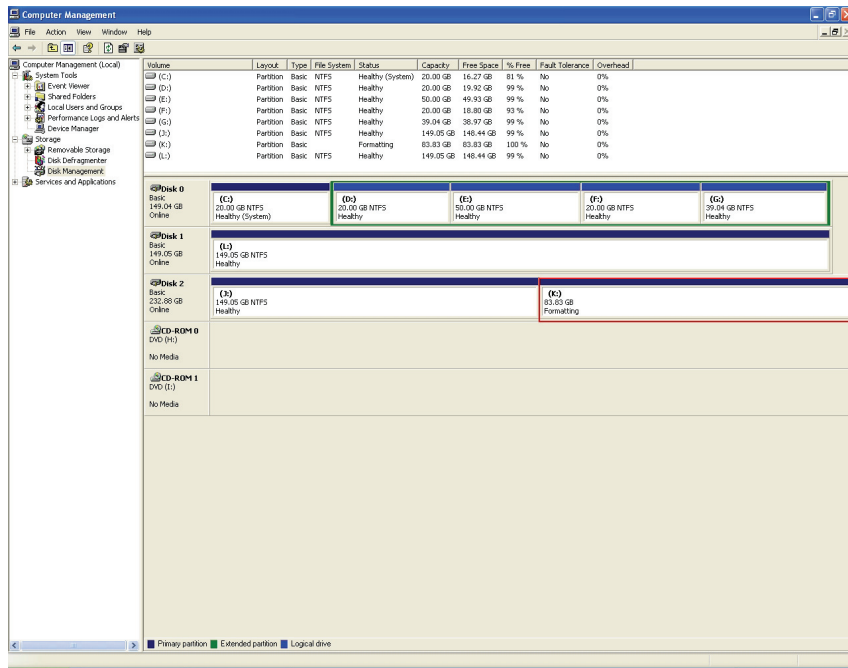 Computer Management
File Action View Window Help
Computer Management (Local)
System Tools
Event Viewer
Shared Folders
Local Users and Groups
Performance Logs and Alerts
Device Manager
Storage
Removable Storage
Disk Defragmenter
Disk Management
Services and Applications
Volume Layout Type File System Status Capacity Free Space % Free Fault Tolerance Overhead
(C:) Partition Basic NTFS Healthy (System) 20.00 GB 16.27 GB 81 % No 0%
(D:) Partition Basic NTFS Healthy 20.00 GB 19.92 GB 99 % No 0%
(E:) Partition Basic NTFS Healthy 50.00 GB 49.93 GB 99 % No 0%
(F:) Partition Basic NTFS Healthy 20.00 GB 18.80 GB 93 % No 0%
(G:) Partition Basic NTFS Healthy 39.04 GB 38.97 GB 99 % No 0%
(J:) Partition Basic NTFS Healthy 149.05 GB 148.44 GB 99 % No 0%
(K:) Partition Basic Formatting 83.83 GB 83.83 GB 100 % No 0%
(L:) Partition Basic NTFS Healthy 149.05 GB 148.44 GB 99 % No 0%
Disk 0
Basic
149.04 GB
Online
(C:)
20.00 GB NTFS
Healthy (System)
(D:)
20.00 GB NTFS
Healthy
(E:)
50.00 GB NTFS
Healthy
(F:)
20.00 GB NTFS
Healthy
(G:)
39.04 GB NTFS
Healthy
Disk 1
Basic
149.05 GB
Online
(L:)
149.05 GB NTFS
Healthy
Disk 2
Basic
232.88 GB
Online
(J:)
149.05 GB NTFS
Healthy
(K:)
83.83 GB
Formatting
CD-ROM 0
DVD (H:)
No Media
CD-ROM 1
DVD (I:)
No Media
Primary partition Extended partition Logical drive